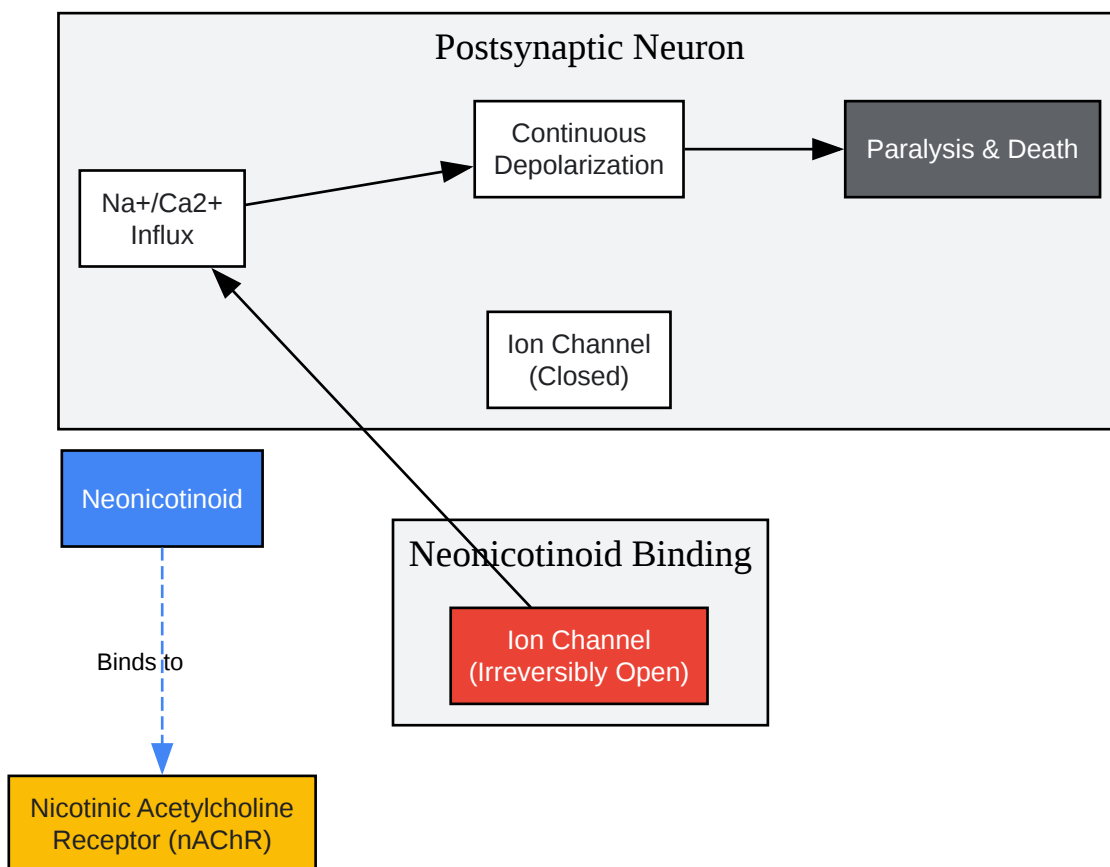 Postsynaptic Neuron
Continuous
Depolarization
Paralysis & Death
Na+/Ca2+
Influx
Ion Channel
(Closed)
Neonicotinoid
Neonicotinoid Binding
Ion Channel
(Irreversibly Open)
Binds to
Nicotinic Acetylcholine
Receptor (nAChR)